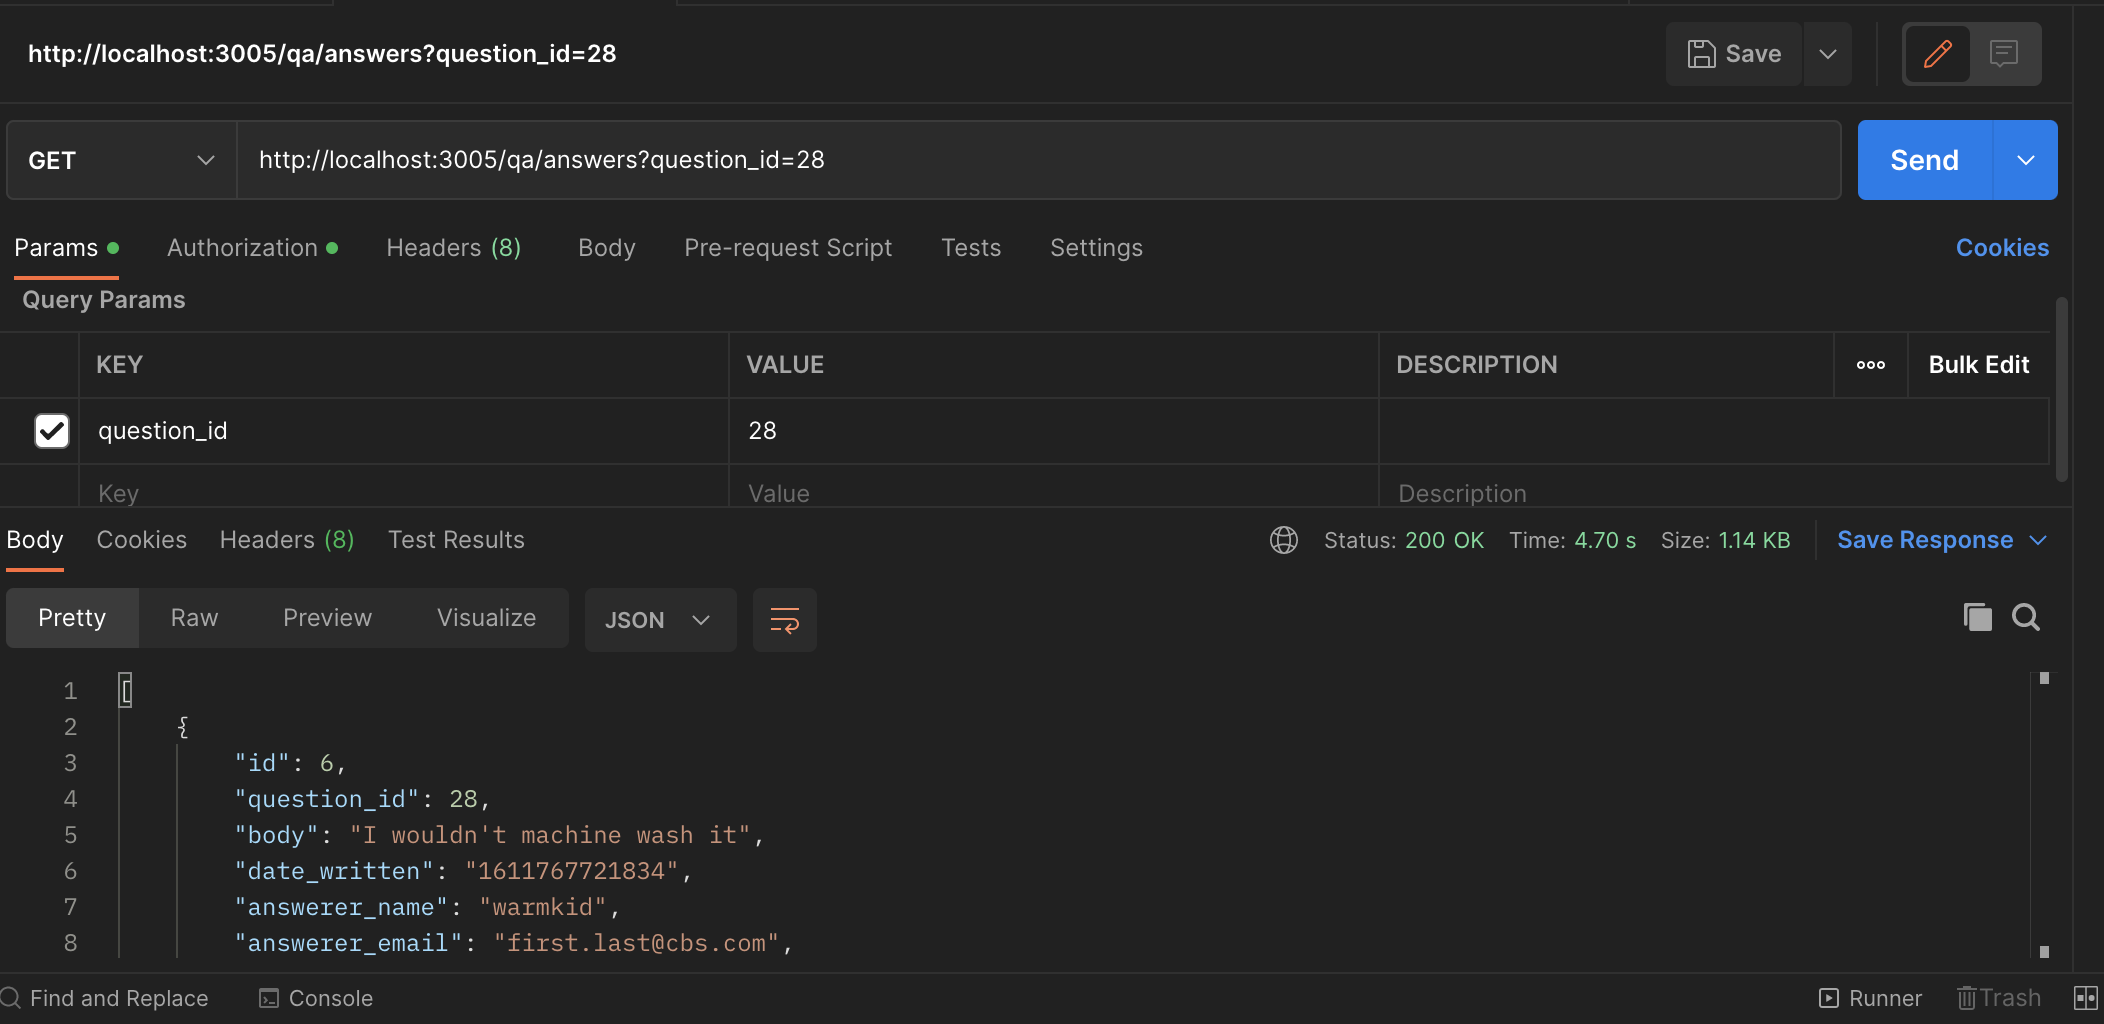 http://localhost:3005/qa/answers?question_id=28
Save
GET
http://localhost:3005/qa/answers?question_id=28
Send
Params Authorization Headers (8) Body Pre-request Script Tests Settings Cookies
Query Params
KEY VALUE DESCRIPTION ooo Bulk Edit
question_id 28
Key Value Description
Body Cookies Headers (8) Test Results Status: 200 OK Time: 4.70 s Size: 1.14 KB Save Response
Pretty Raw Preview Visualize JSON
1 [
2 {
3 "id": 6,
4 "question_id": 28,
5 "body": "I wouldn't machine wash it",
6 "date_written": "1611767721834",
7 "answerer_name": "warmkid",
8 "answerer_email": "first.last@cbs.com",
Find and Replace Console Runner Trash